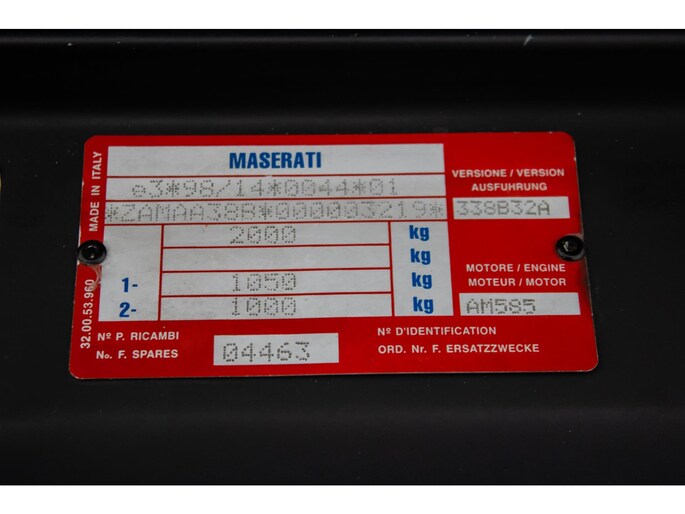 MADE IN ITALY
32.00.53.960
MASERATI
e3*98/14*0044*01
*ZAMAA38B*000003219*
2000 kg
kg
1- 1050 kg
2- 1000 kg
VERSIONE / VERSION
AUSFUHRUNG
338B32A
MOTORE / ENGINE
MOTEUR / MOTOR
AM585
Nº P. RICAMBI
No. F. SPARES
04463
Nº D'IDENTIFICATION
ORD. Nr. F. ERSATZZWECKE